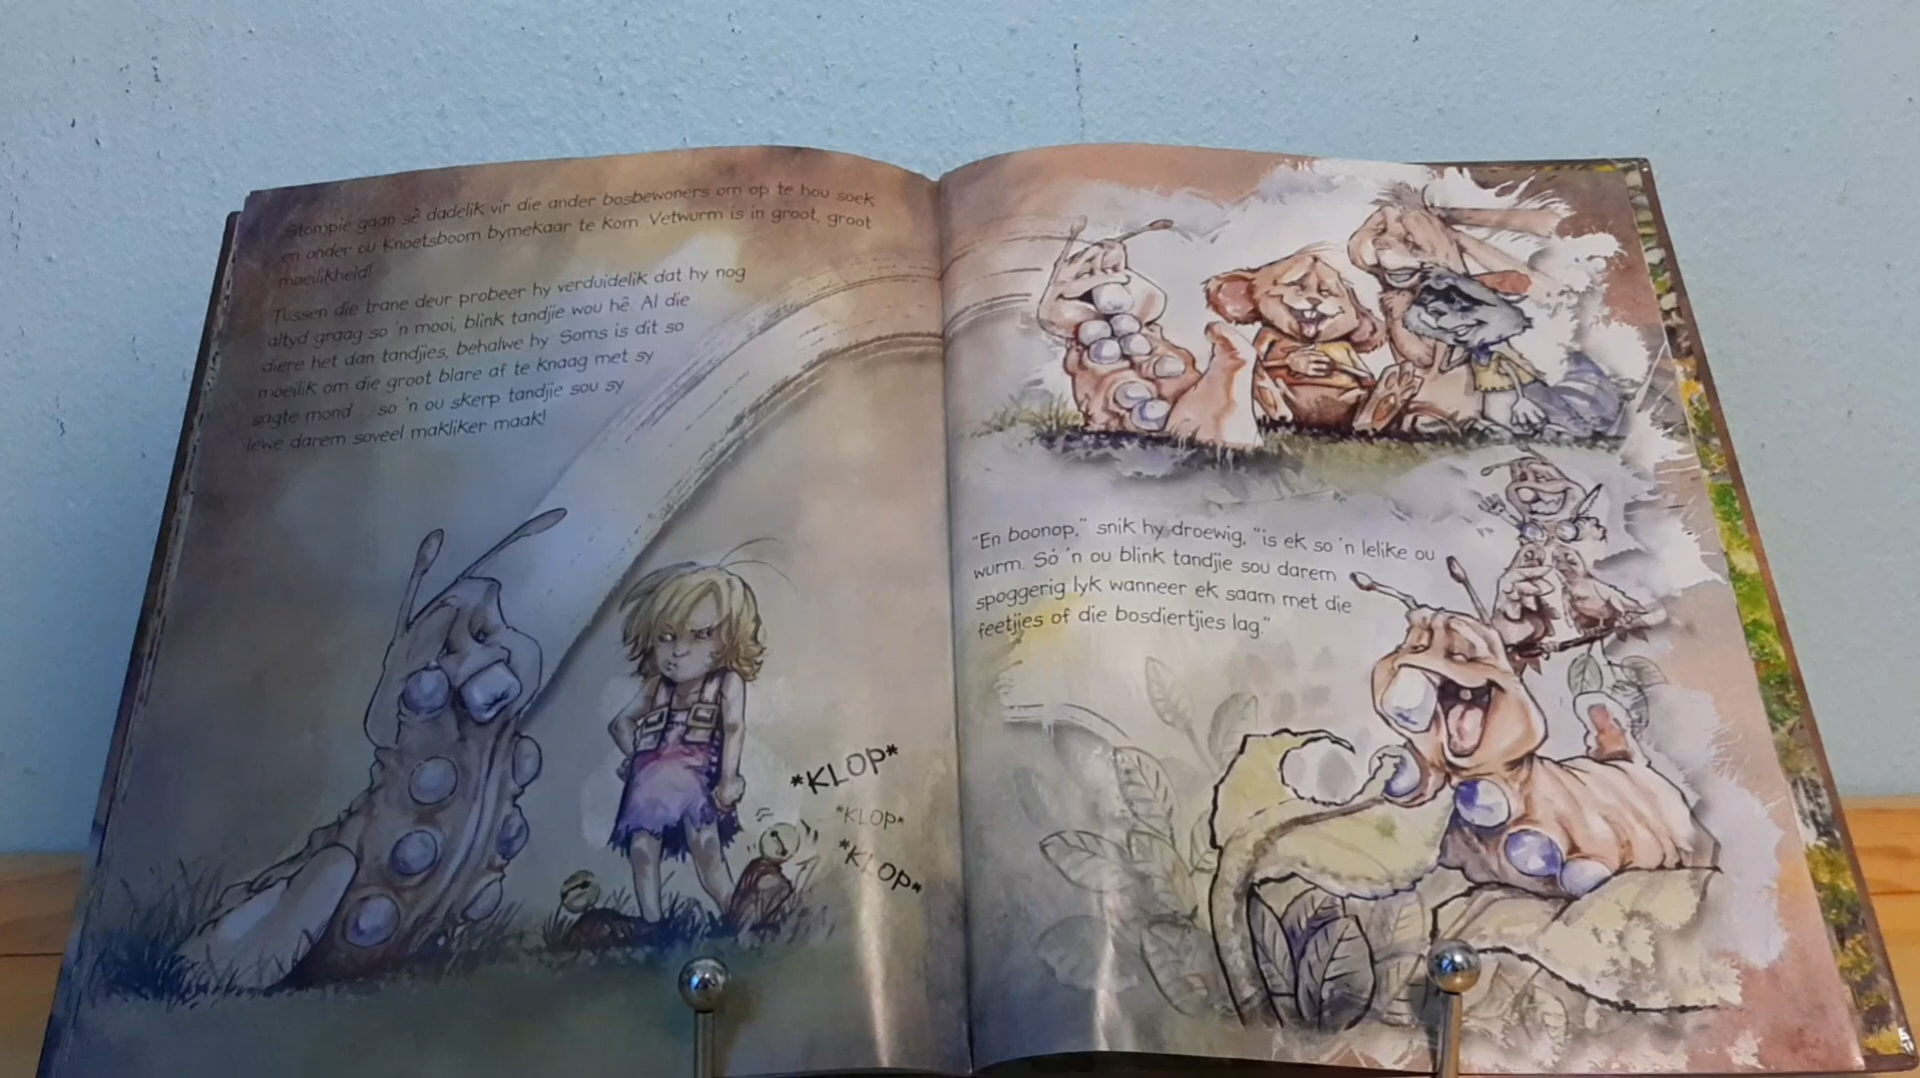 Stompie gaan sê dadelik vir die ander bosbewoners om op te hou soek
en onder ou Knoetsboom bymekaar te kom. Vetwurm is in groot, groot
moeilikheid!
Tussen die trane deur probeer hy verduidelik dat hy nog
altyd graag so 'n mooi, blink tandjie wou hê. Al die
diere het dan tandjies, behalwe hy. Soms is dit so
moeilik om die groot blare af te knaag met sy
sagte mond... so 'n ou skerp tandjie sou sy
lewe darem soveel makliker maak!
*KLOP*
*KLOP*
*KLOP*
"En boonop," snik hy droewig, "is ek so 'n lelike ou
wurm. Só 'n ou blink tandjie sou darem
spoggerig lyk wanneer ek saam met die
feetjies of die bosdiertjies lag."